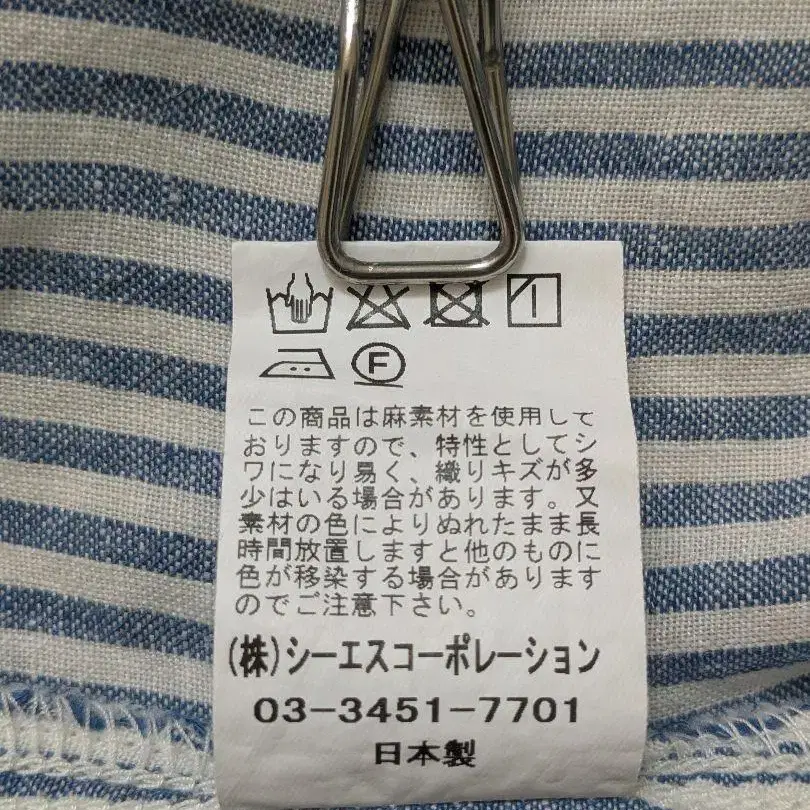 F
この商品は麻素材を使用して
おりますので、特性としてシ
ワになり易く、織りキズが多
少はいる場合があります。又
素材の色によりぬれたまま長
時間放置しますと他のものに
色が移染する場合があります
のでご注意下さい。
(株)シーエスコーポレーション
03-3451-7701
日本製